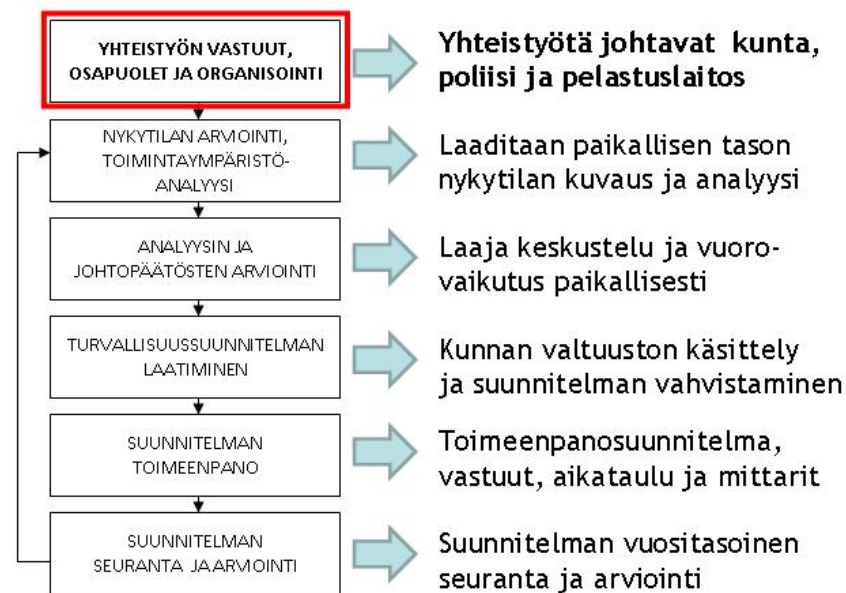 YHTEISTYÖN VASTUUT,
OSAPUOLET JA ORGANISOINTI
Yhteistyötä johtavat kunta,
poliisi ja pelastuslaitos
NYKYTILAN ARVIOINTI,
TOIMINTAYMPÄRISTÖ-
ANALYYSI
Laaditaan paikallisen tason
nykytilan kuvaus ja analyysi
ANALYYSIN JA
JOHTOPÄÄTÖSTEN ARVIOINTI
Laaja keskustelu ja vuoro-
vaikutus paikallisesti
TURVALLISUUSSUUNNITELMAN
LAATIMINEN
Kunnan valtuuston käsittely
ja suunnitelman vahvistaminen
SUUNNITELMAN
TOIMEENPANO
Toimeenpanosuunnitelma,
vastuut, aikataulu ja mittarit
SUUNNITELMAN
SEURANTA JA ARVIOINTI
Suunnitelman vuositasoinen
seuranta ja arviointi